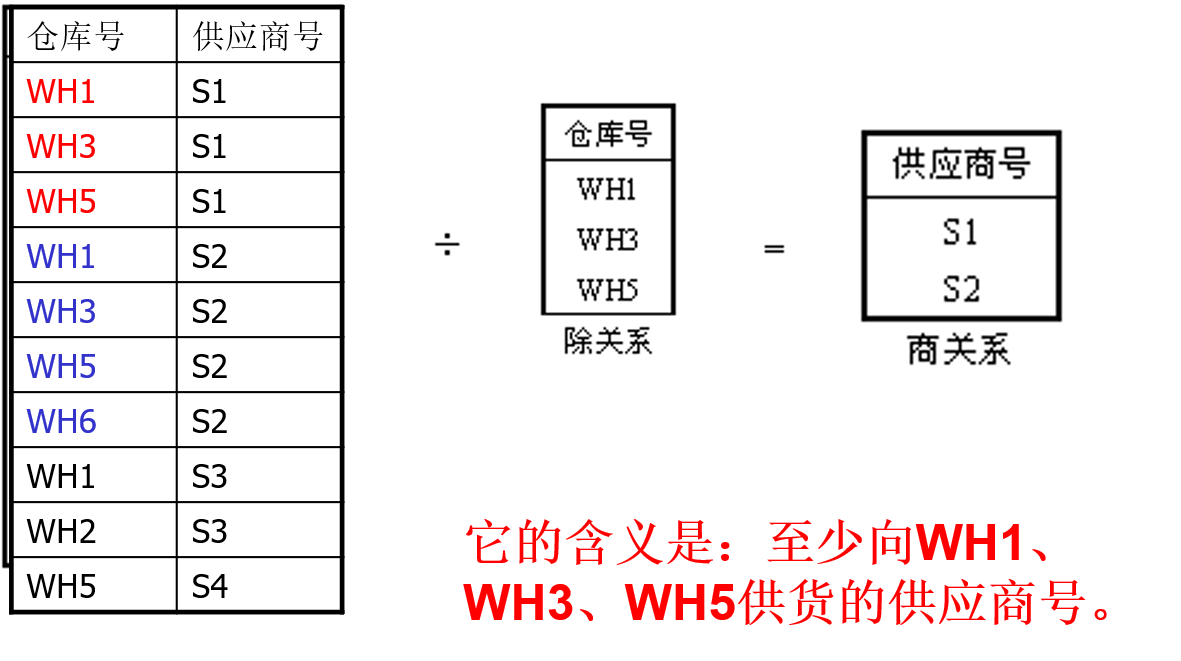 仓库号 供应商号
WH1 S1
WH3 S1
WH5 S1
WH1 S2
WH3 S2
WH5 S2
WH6 S2
WH1 S3
WH2 S3
WH5 S4
÷
仓库号
WH1
WH3
WH5
除关系
=
供应商号
S1
S2
商关系
它的含义是：至少向WH1、
WH3、WH5供货的供应商号。